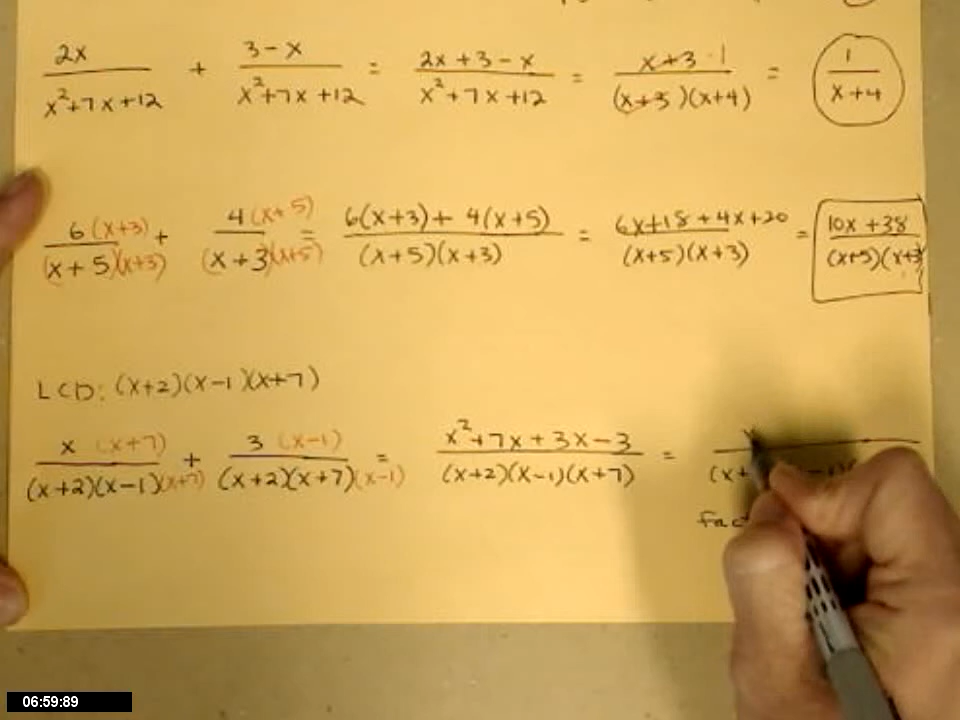 2x/(x²+7x+12) + (3-x)/(x²+7x+12) = (2x+3-x)/(x²+7x+12) = (x+3 · 1)/((x+3)(x+4)) = 1/(x+4)
6(x+3)/((x+5)(x+3)) + 4(x+5)/((x+3)(x+5)) = (6(x+3)+4(x+5))/((x+5)(x+3)) = (6x+18+4x+20)/((x+5)(x+3)) = (10x+38)/((x+5)(x+3
LCD: (x+2)(x-1)(x+7)
x(x+7)/((x+2)(x-1)(x+7)) + 3(x-1)/((x+2)(x+7)(x-1)) = (x²+7x+3x-3)/((x+2)(x-1)(x+7)) = x/(x+
06:59:89